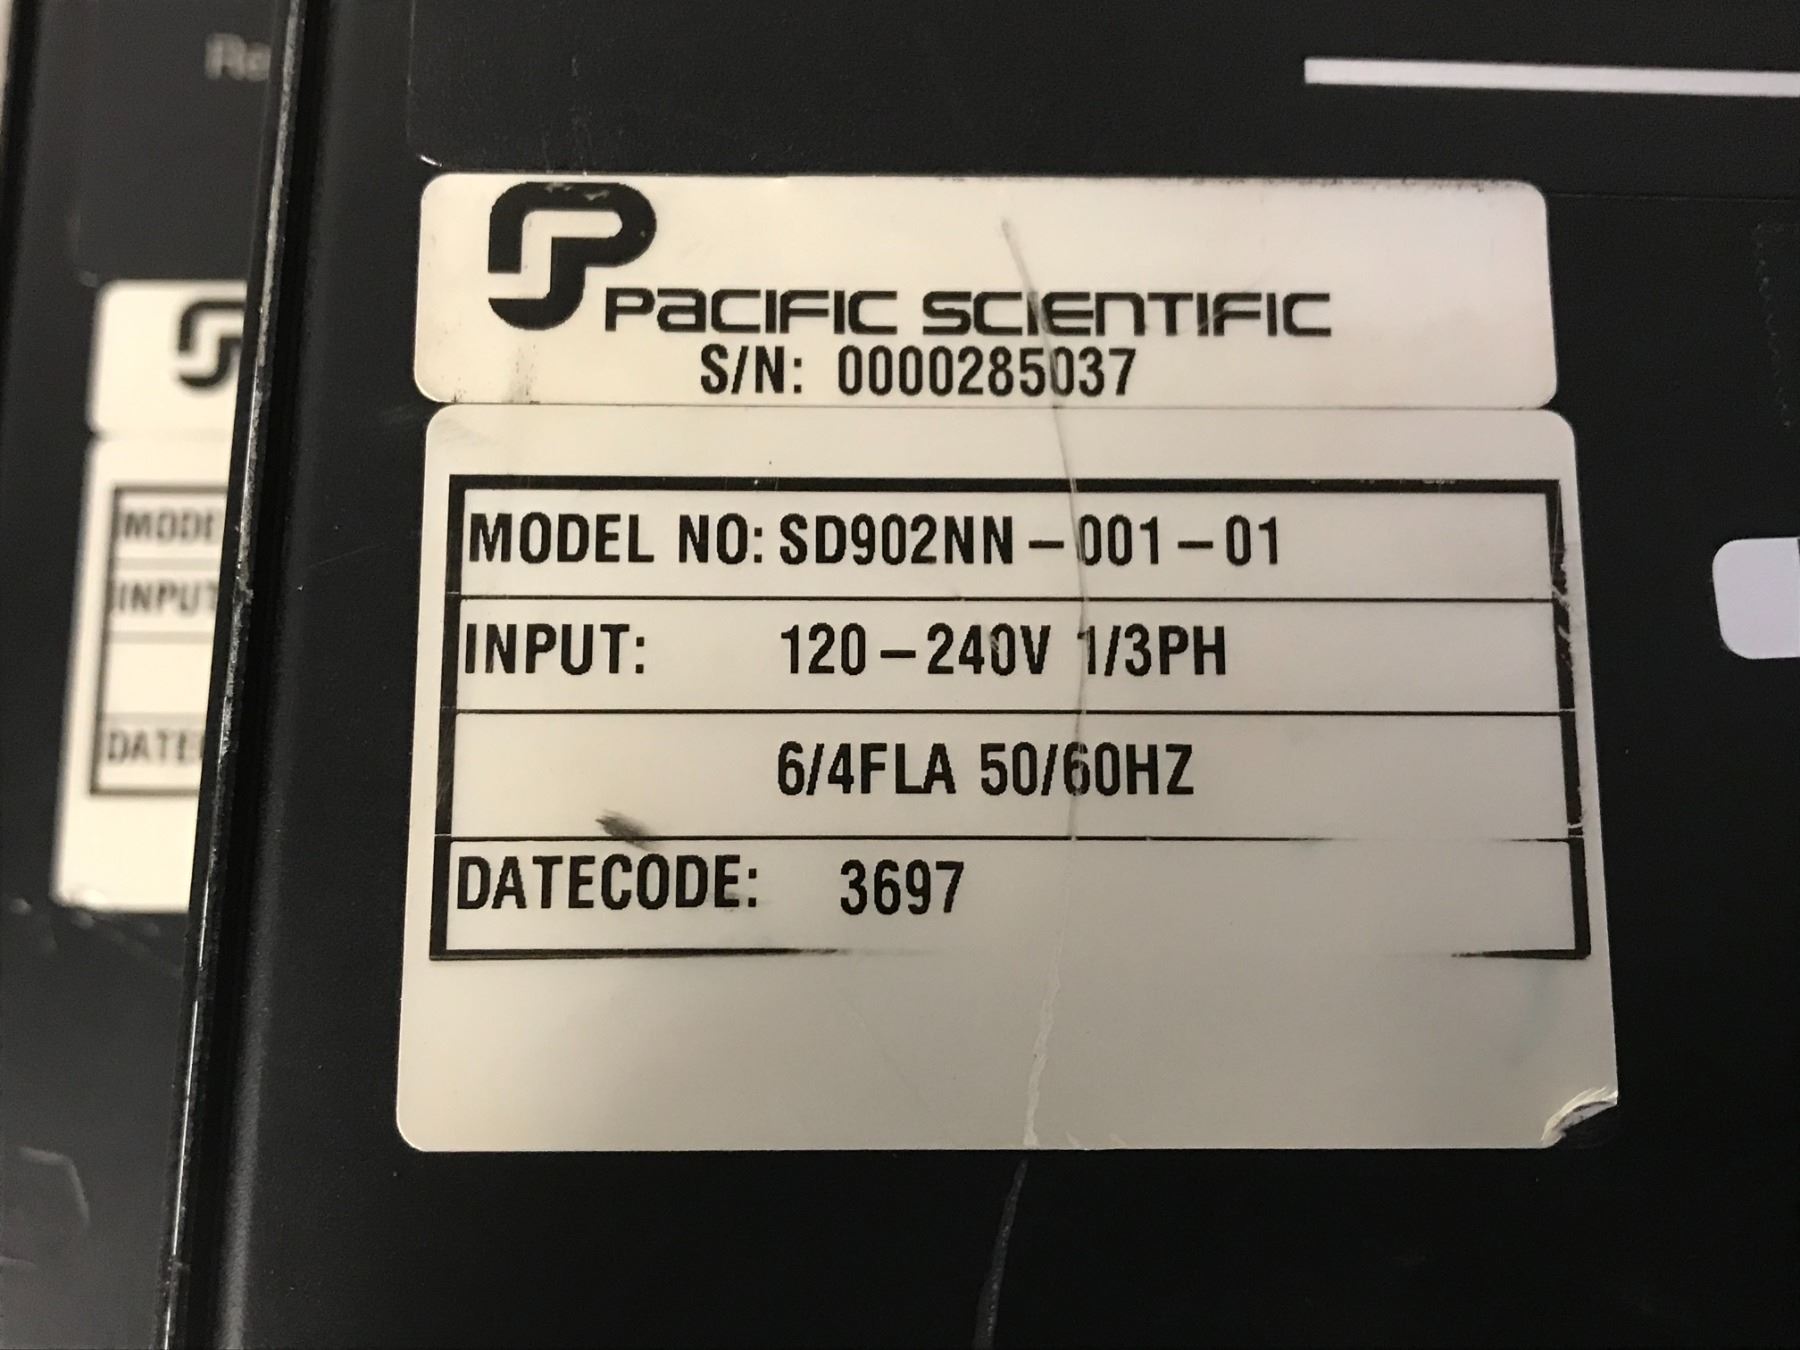 PACIFIC SCIENTIFIC
S/N: 0000285037
MODEL NO: SD902NN-001-01
INPUT: 120-240V 1/3PH
6/4FLA 50/60HZ
DATECODE: 3697
INPUT